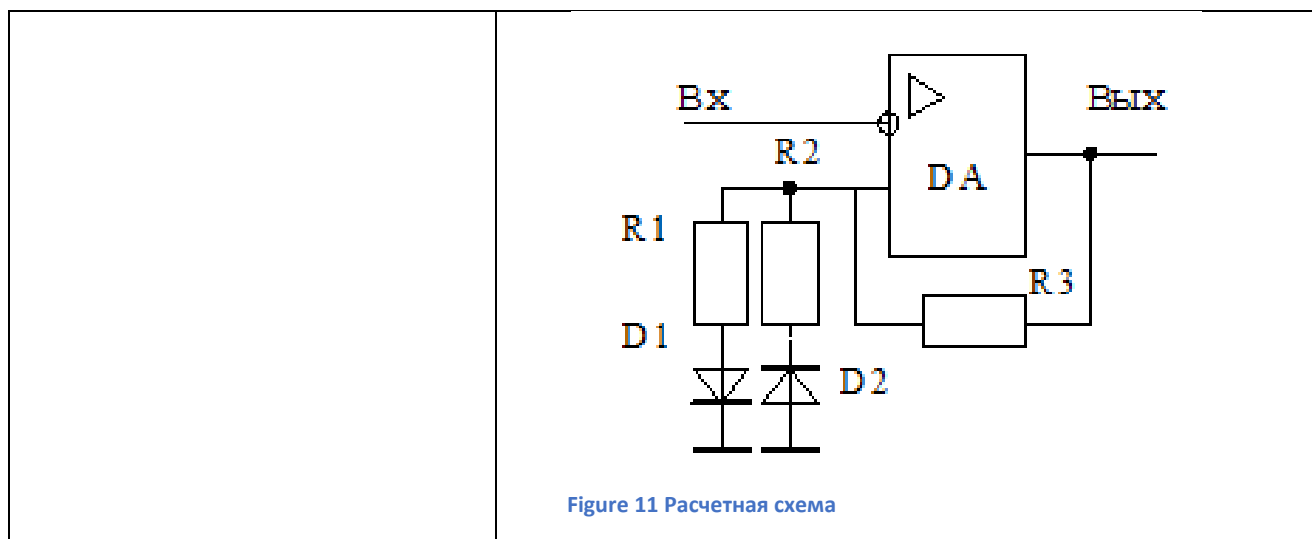 Вх
Вых
R2
DA
R1
R3
D1
D2
Figure 11 Расчетная схема